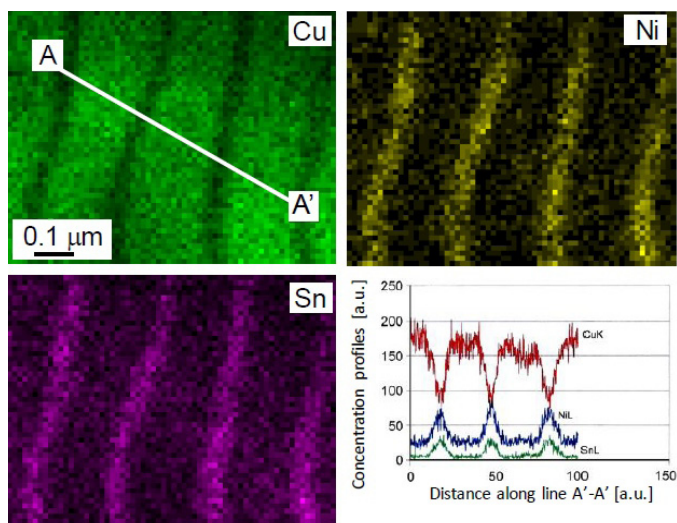 Cu
A
A'
0.1 μm
Ni
Sn
Concentration profiles [a.u.]
250
200
150
100
50
0
CuK
NiL
SnL
0 50 100 150
Distance along line A'-A' [a.u.]